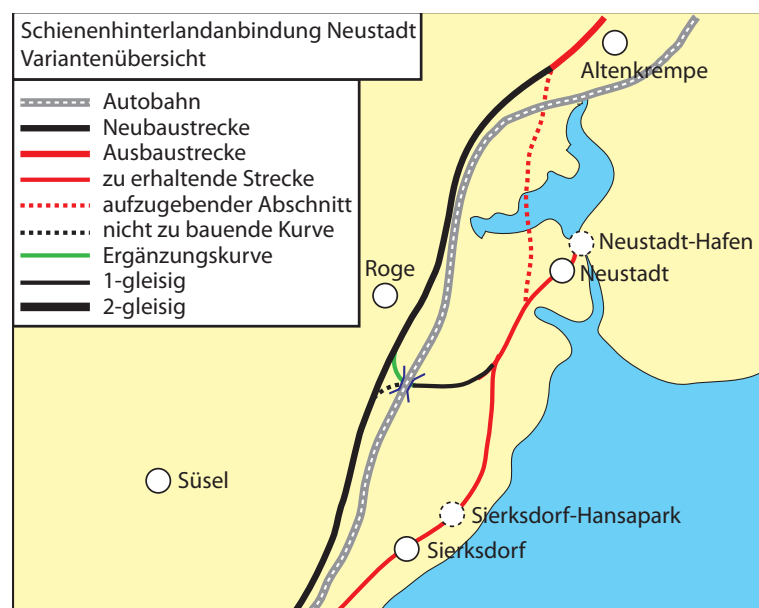 Schienenhinterlandanbindung Neustadt
Variantenübersicht
Autobahn
Neubaustrecke
Ausbaustrecke
zu erhaltende Strecke
aufzugebender Abschnitt
nicht zu bauende Kurve
Ergänzungskurve
1-gleisig
2-gleisig
Altenkrempe
Neustadt-Hafen
Neustadt
Roge
Süsel
Sierksdorf-Hansapark
Sierksdorf